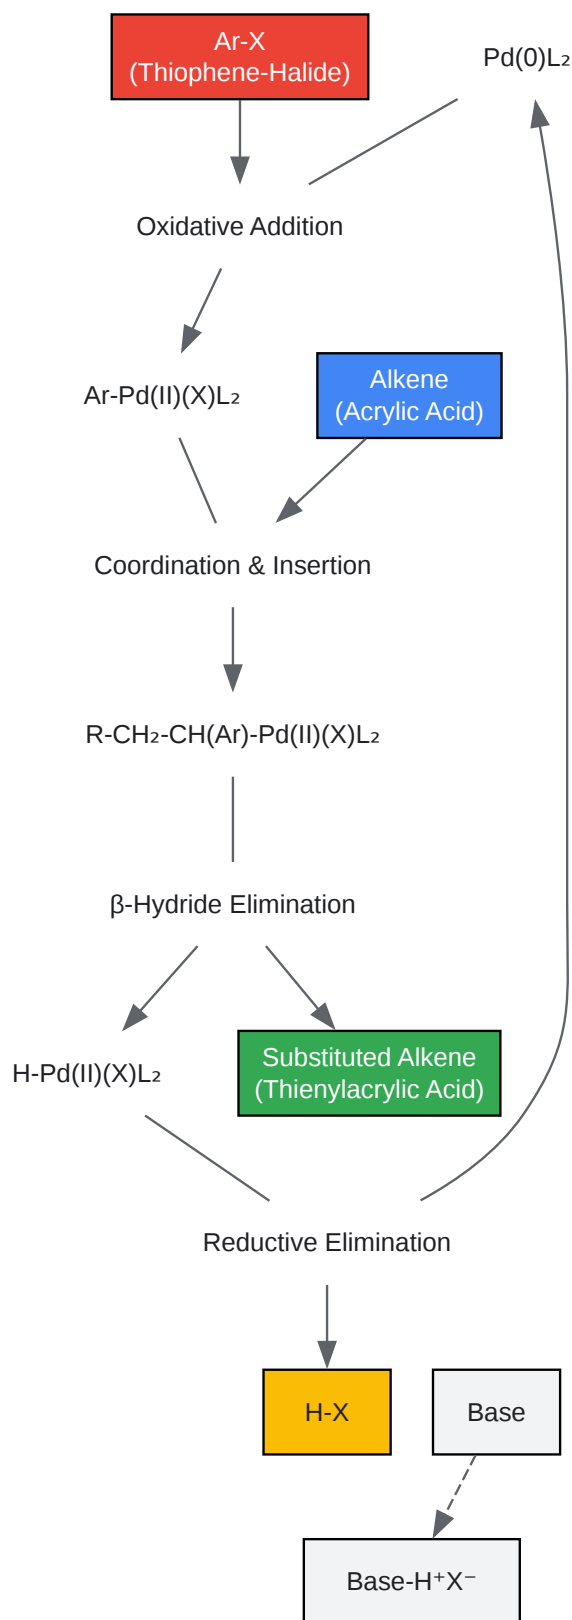 Ar-X
(Thiophene-Halide)
Pd(0)L₂
Oxidative Addition
Ar-Pd(II)(X)L₂
Alkene
(Acrylic Acid)
Coordination & Insertion
R-CH₂-CH(Ar)-Pd(II)(X)L₂
β-Hydride Elimination
H-Pd(II)(X)L₂
Substituted Alkene
(Thienylacrylic Acid)
Reductive Elimination
H-X
Base
Base-H⁺X⁻